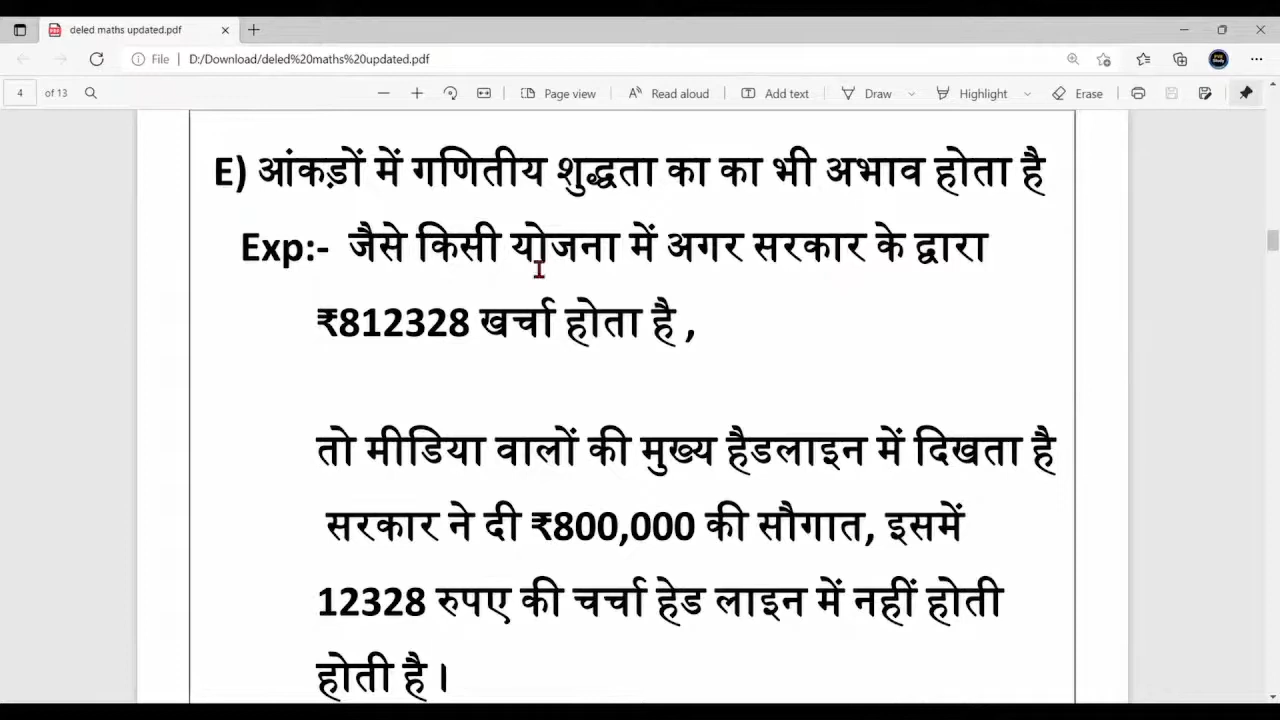 deled maths updated.pdf
File
D:/Download/deled%20maths%20updated.pdf
4 of 13
Page view
Read aloud
Add text
Draw
Highlight
Erase
E) आंकड़ों में गणितीय शुद्धता का का भी अभाव होता है
Exp:- जैसे किसी योजना में अगर सरकार के द्वारा
₹812328 खर्चा होता है ,
तो मीडिया वालों की मुख्य हैडलाइन में दिखता है
सरकार ने दी ₹800,000 की सौगात, इसमें
12328 रुपए की चर्चा हेड लाइन में नहीं होती
होती है ।